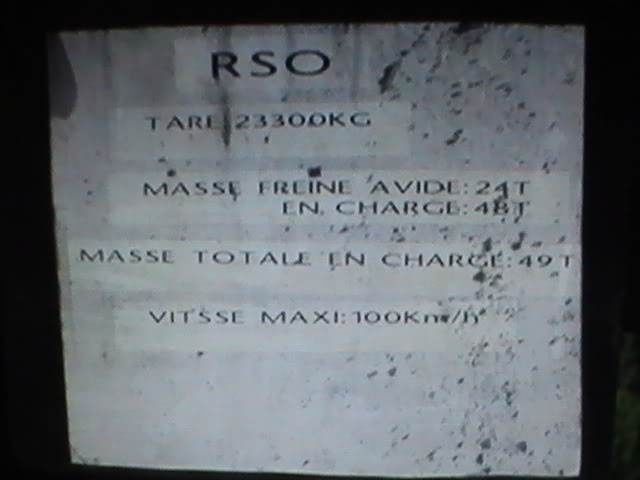 RSO
TARE 23300KG
MASSE FREINE AVIDE: 24T
EN CHARGE: 48T
MASSE TOTALE EN CHARGE: 49T
VITSSE MAXI: 100Km/h